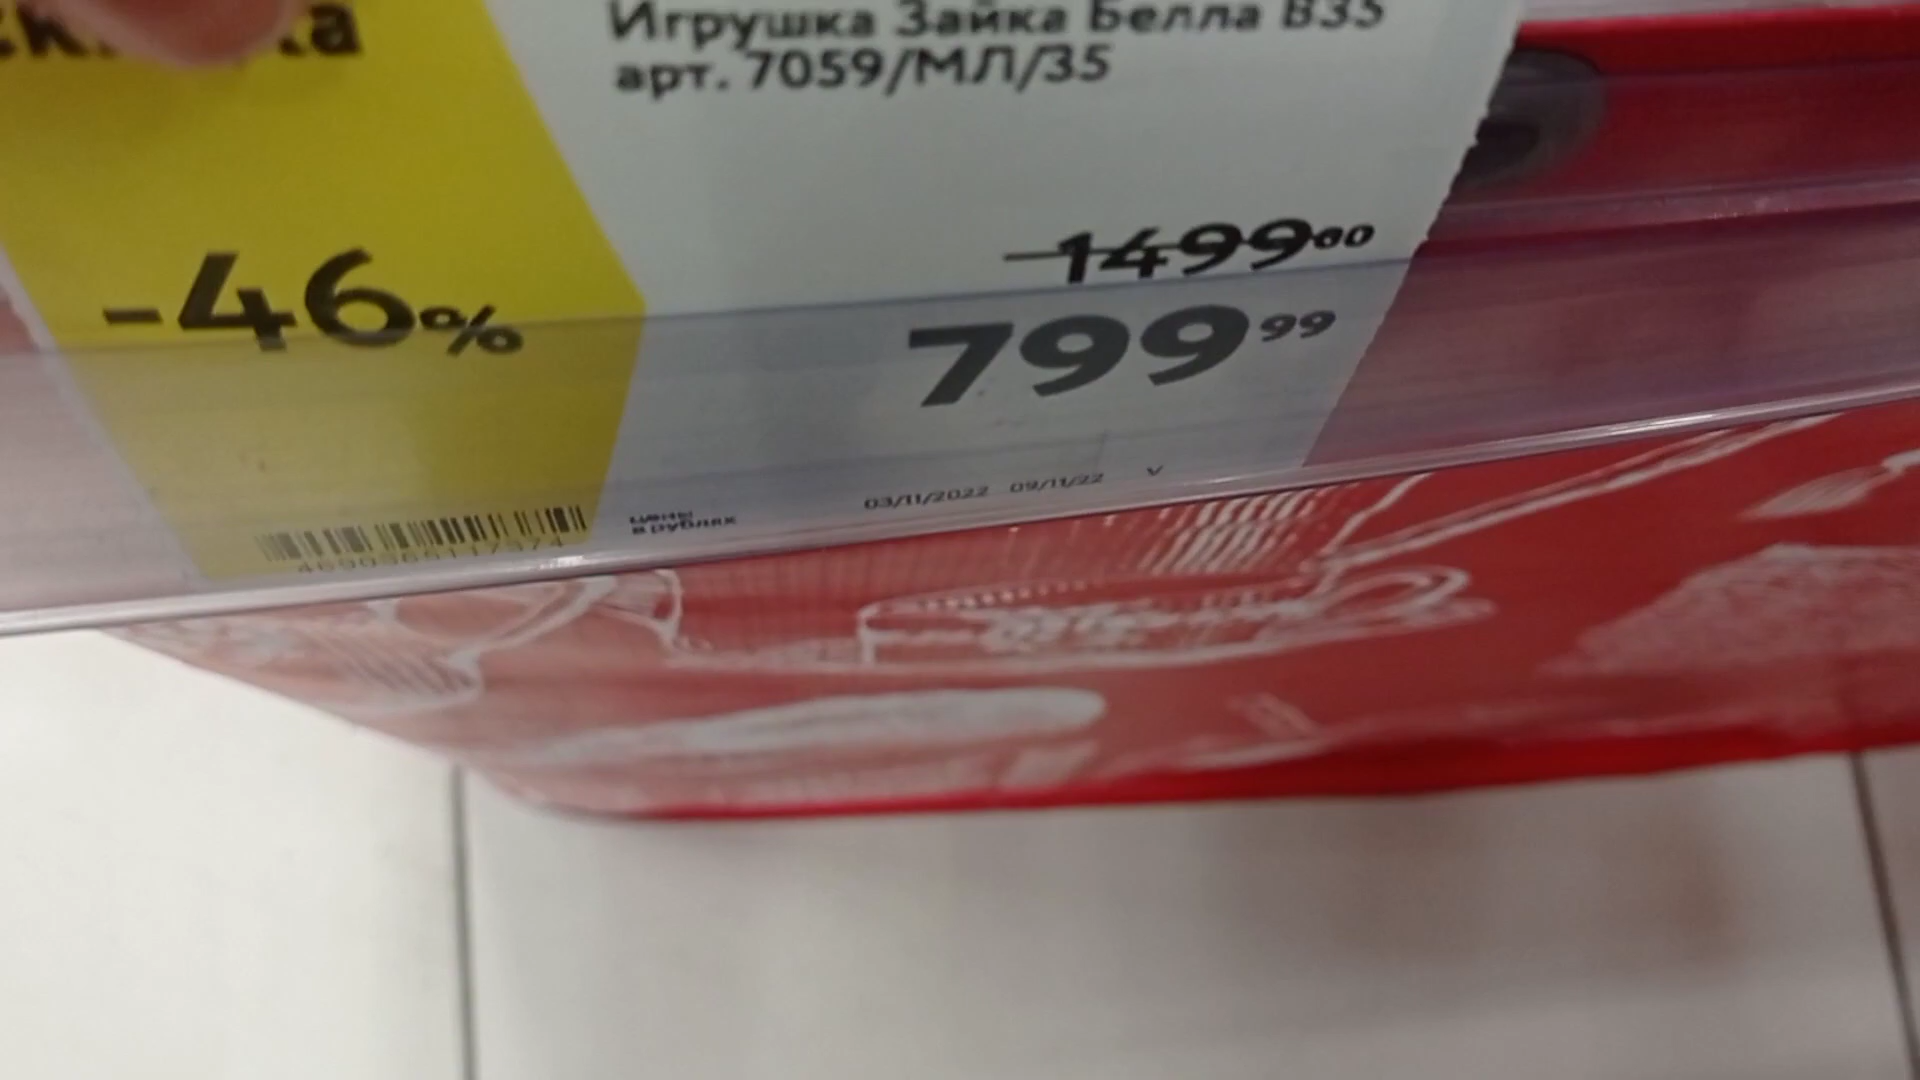 Игрушка Зайка Белла В35
арт. 7059/МЛ/35
-46%
1499 00
799 99
03/11/2022 09/11/22 V
цены
в рублях